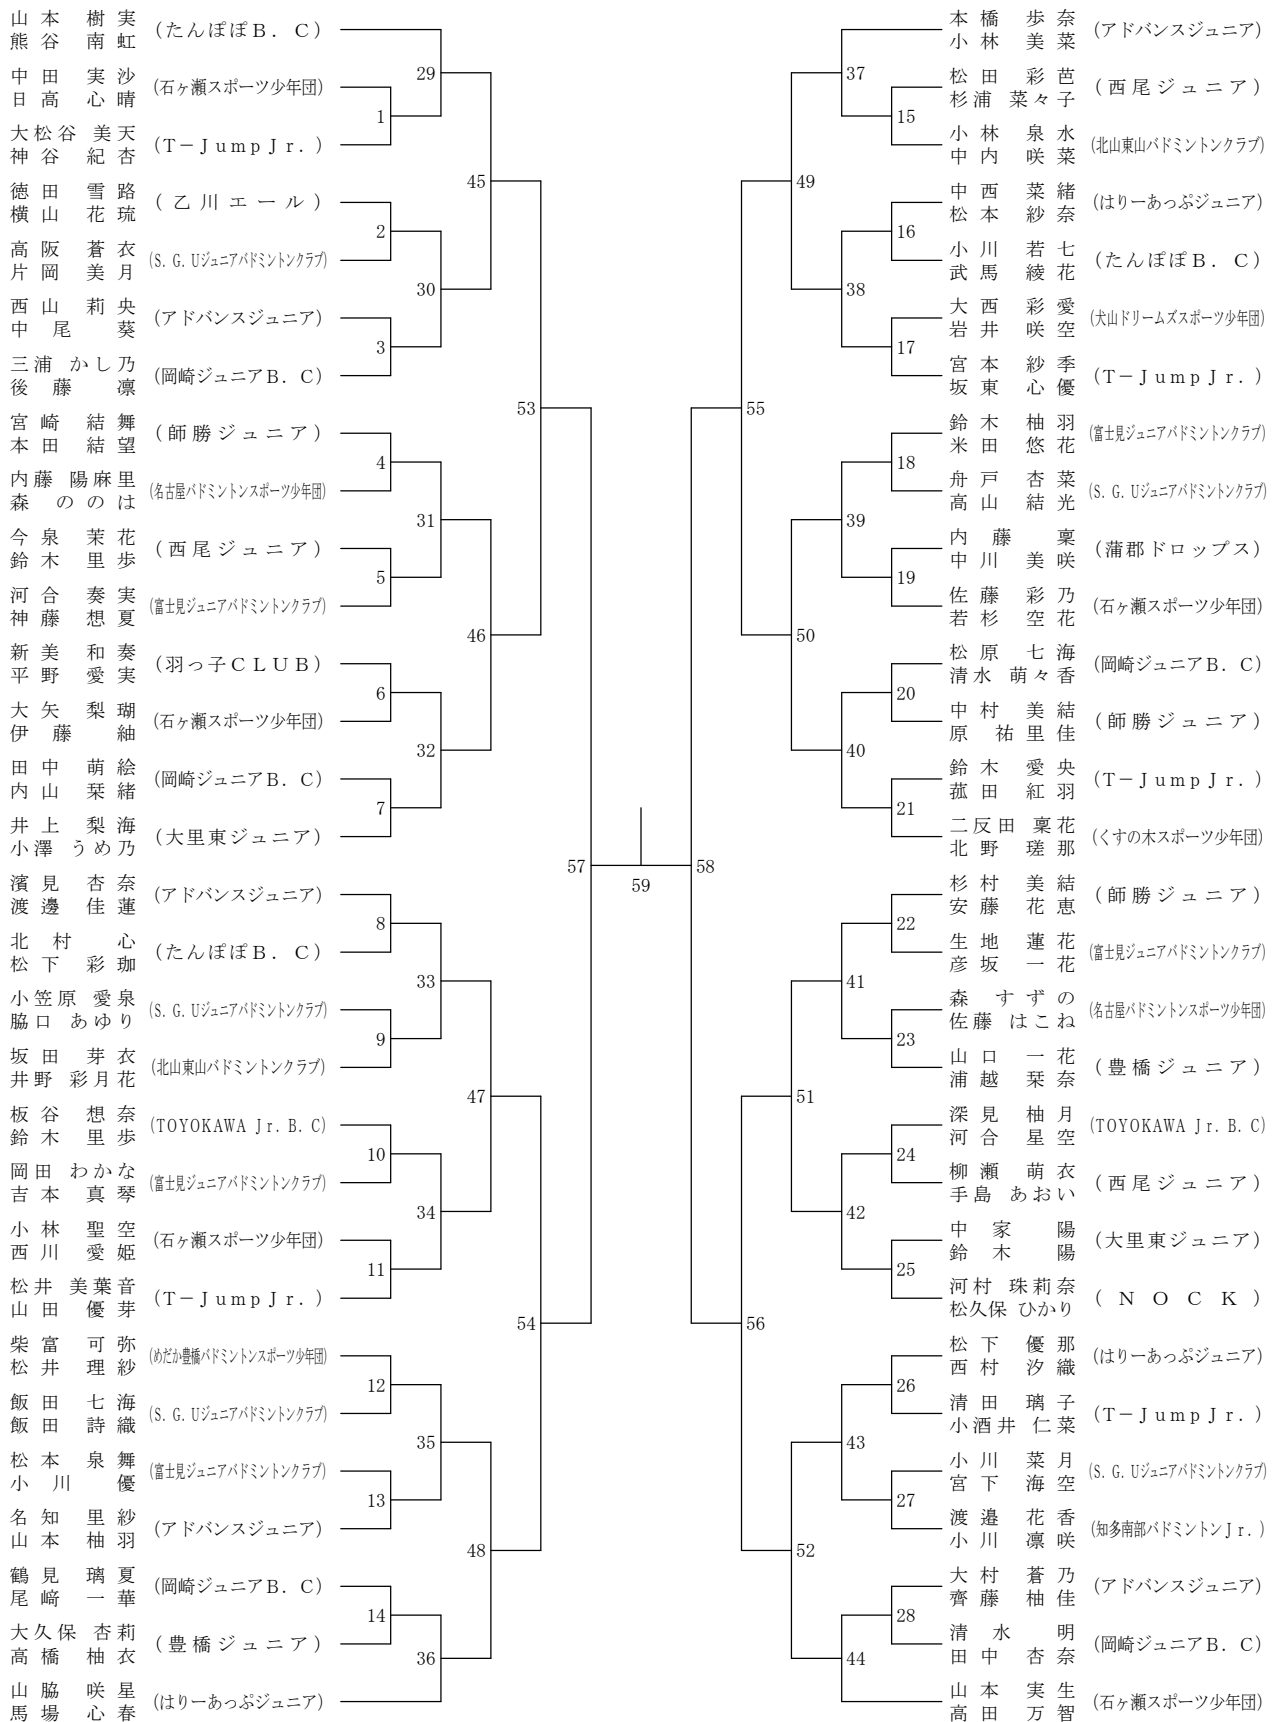 山本 樹実
熊谷 南虹
(たんぽぽB．C)
中田 実沙
日高 心晴
(石ヶ瀬スポーツ少年団)
大松谷 美天
神谷 紀杏
(T－JumpJr.)
徳田 雪路
横山 花琉
(乙川エール)
高阪 蒼衣
片岡 美月
(S.G.Uジュニアバドミントンクラブ)
西山 莉央
中尾 葵
(アドバンスジュニア)
三浦 かし乃
後藤 凛
(岡崎ジュニアB．C)
宮崎 結舞
本田 結望
(師勝ジュニア)
内藤 陽麻里
森 ののは
(名古屋バドミントンスポーツ少年団)
今泉 茉花
鈴木 里歩
(西尾ジュニア)
河合 奏実
神藤 想夏
(富士見ジュニアバドミントンクラブ)
新美 和奏
平野 愛実
(羽っ子CLUB)
大矢 梨瑚
伊藤 紬
(石ヶ瀬スポーツ少年団)
田中 萌絵
内山 栞緒
(岡崎ジュニアB．C)
井上 梨海
小澤 うめ乃
(大里東ジュニア)
濱見 杏奈
渡邊 佳蓮
(アドバンスジュニア)
北村 心
松下 彩珈
(たんぽぽB．C)
小笠原 愛泉
脇口 あゆり
(S.G.Uジュニアバドミントンクラブ)
坂田 芽衣
井野 彩月花
(北山東山バドミントンクラブ)
板谷 想奈
鈴木 里歩
(TOYOKAWA Jr.B.C)
岡田 わかな
吉本 真琴
(富士見ジュニアバドミントンクラブ)
小林 聖空
西川 愛姫
(石ヶ瀬スポーツ少年団)
松井 美葉音
山田 優芽
(T－JumpJr.)
柴富 可弥
松井 理紗
(めだか豊橋バドミントンスポーツ少年団)
飯田 七海
飯田 詩織
(S.G.Uジュニアバドミントンクラブ)
松本 泉舞
小川 優
(富士見ジュニアバドミントンクラブ)
名知 里紗
山本 柚羽
(アドバンスジュニア)
鶴見 璃夏
尾﨑 一華
(岡崎ジュニアB．C)
大久保 杏莉
高橋 柚衣
(豊橋ジュニア)
山脇 咲星
馬場 心春
(はりーあっぷジュニア)
1
2
3
4
5
6
7
8
9
10
11
12
13
14
29
30
31
32
33
34
35
36
45
46
47
48
53
54
57
59
58
55
56
49
50
51
52
37
38
39
40
41
42
43
44
15
16
17
18
19
20
21
22
23
24
25
26
27
28
本橋 歩奈
小林 美菜
(アドバンスジュニア)
松田 彩芭
杉浦 菜々子
(西尾ジュニア)
小林 泉水
中内 咲菜
(北山東山バドミントンクラブ)
中西 菜緒
松本 紗奈
(はりーあっぷジュニア)
小川 若七
武馬 綾花
(たんぽぽB．C)
大西 彩愛
岩井 咲空
(犬山ドリームズスポーツ少年団)
宮本 紗季
坂東 心優
(T－JumpJr.)
鈴木 柚羽
米田 悠花
(富士見ジュニアバドミントンクラブ)
舟戸 杏菜
高山 結光
(S.G.Uジュニアバドミントンクラブ)
内藤 稟
中川 美咲
(蒲郡ドロップス)
佐藤 彩乃
若杉 空花
(石ヶ瀬スポーツ少年団)
松原 七海
清水 萌々香
(岡崎ジュニアB．C)
中村 美結
原 祐里佳
(師勝ジュニア)
鈴木 愛央
菰田 紅羽
(T－JumpJr.)
二反田 稟花
北野 瑳那
(くすの木スポーツ少年団)
杉村 美結
安藤 花恵
(師勝ジュニア)
生地 蓮花
彦坂 一花
(富士見ジュニアバドミントンクラブ)
森 すずの
佐藤 はこね
(名古屋バドミントンスポーツ少年団)
山口 一花
浦越 栞奈
(豊橋ジュニア)
深見 柚月
河合 星空
(TOYOKAWA Jr.B.C)
柳瀬 萌衣
手島 あおい
(西尾ジュニア)
中家 陽
鈴木 陽
(大里東ジュニア)
河村 珠莉奈
松久保 ひかり
(NOCK)
松下 優那
西村 汐織
(はりーあっぷジュニア)
清田 璃子
小酒井 仁菜
(T－JumpJr.)
小川 菜月
宮下 海空
(S.G.Uジュニアバドミントンクラブ)
渡邉 花香
小川 凛咲
(知多南部バドミントンJr.)
大村 蒼乃
齊藤 柚佳
(アドバンスジュニア)
清水 明
田中 杏奈
(岡崎ジュニアB．C)
山本 実生
高田 万智
(石ヶ瀬スポーツ少年団)